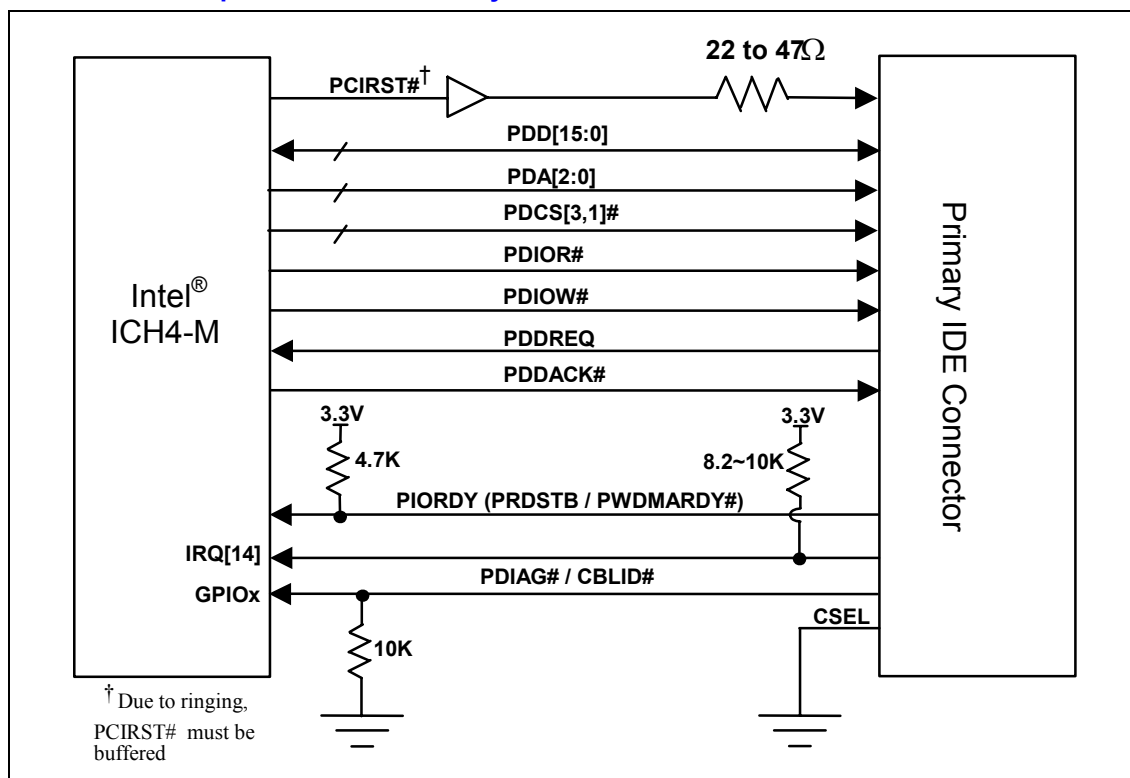 22 to 47Ω
PCIRST#†
PDD[15:0]
PDA[2:0]
PDCS[3,1]#
PDIOR#
PDIOW#
PDDREQ
PDDACK#
Intel®
ICH4-M
Primary IDE Connector
3.3V
4.7K
3.3V
8.2~10K
PIORDY (PRDSTB / PWDMARDY#)
IRQ[14]
PDIAG# / CBLID#
GPIOx
CSEL
10K
† Due to ringing,
PCIRST# must be
buffered